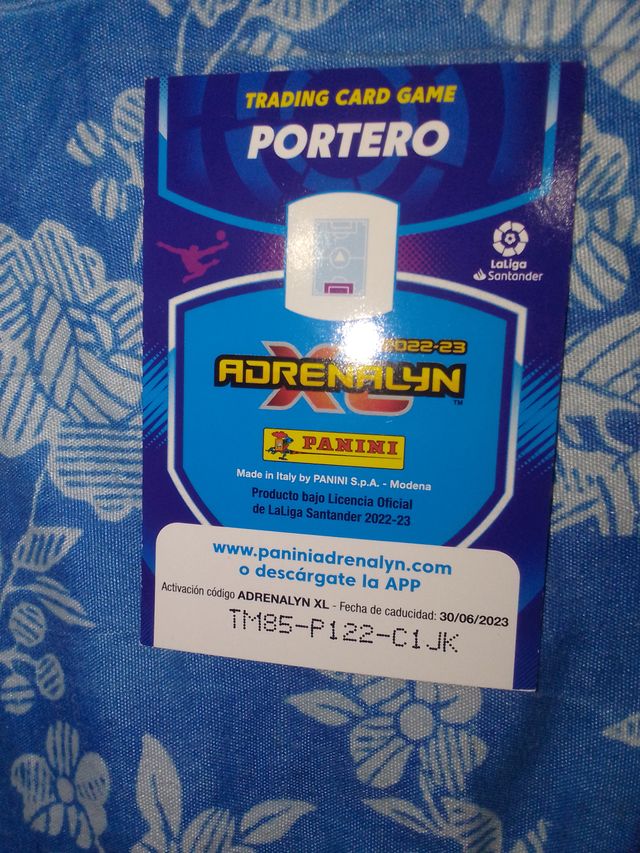 TRADING CARD GAME
PORTERO
LaLiga
Santander
2022-23
ADRENALYN
XL
TM
PANINI
Made in Italy by PANINI S.p.A. - Modena
Producto bajo Licencia Oficial
de LaLiga Santander 2022-23
www.paniniadrenalyn.com
o descárgate la APP
Activación código ADRENALYN XL - Fecha de caducidad: 30/06/2023
TM85-P122-C1JK